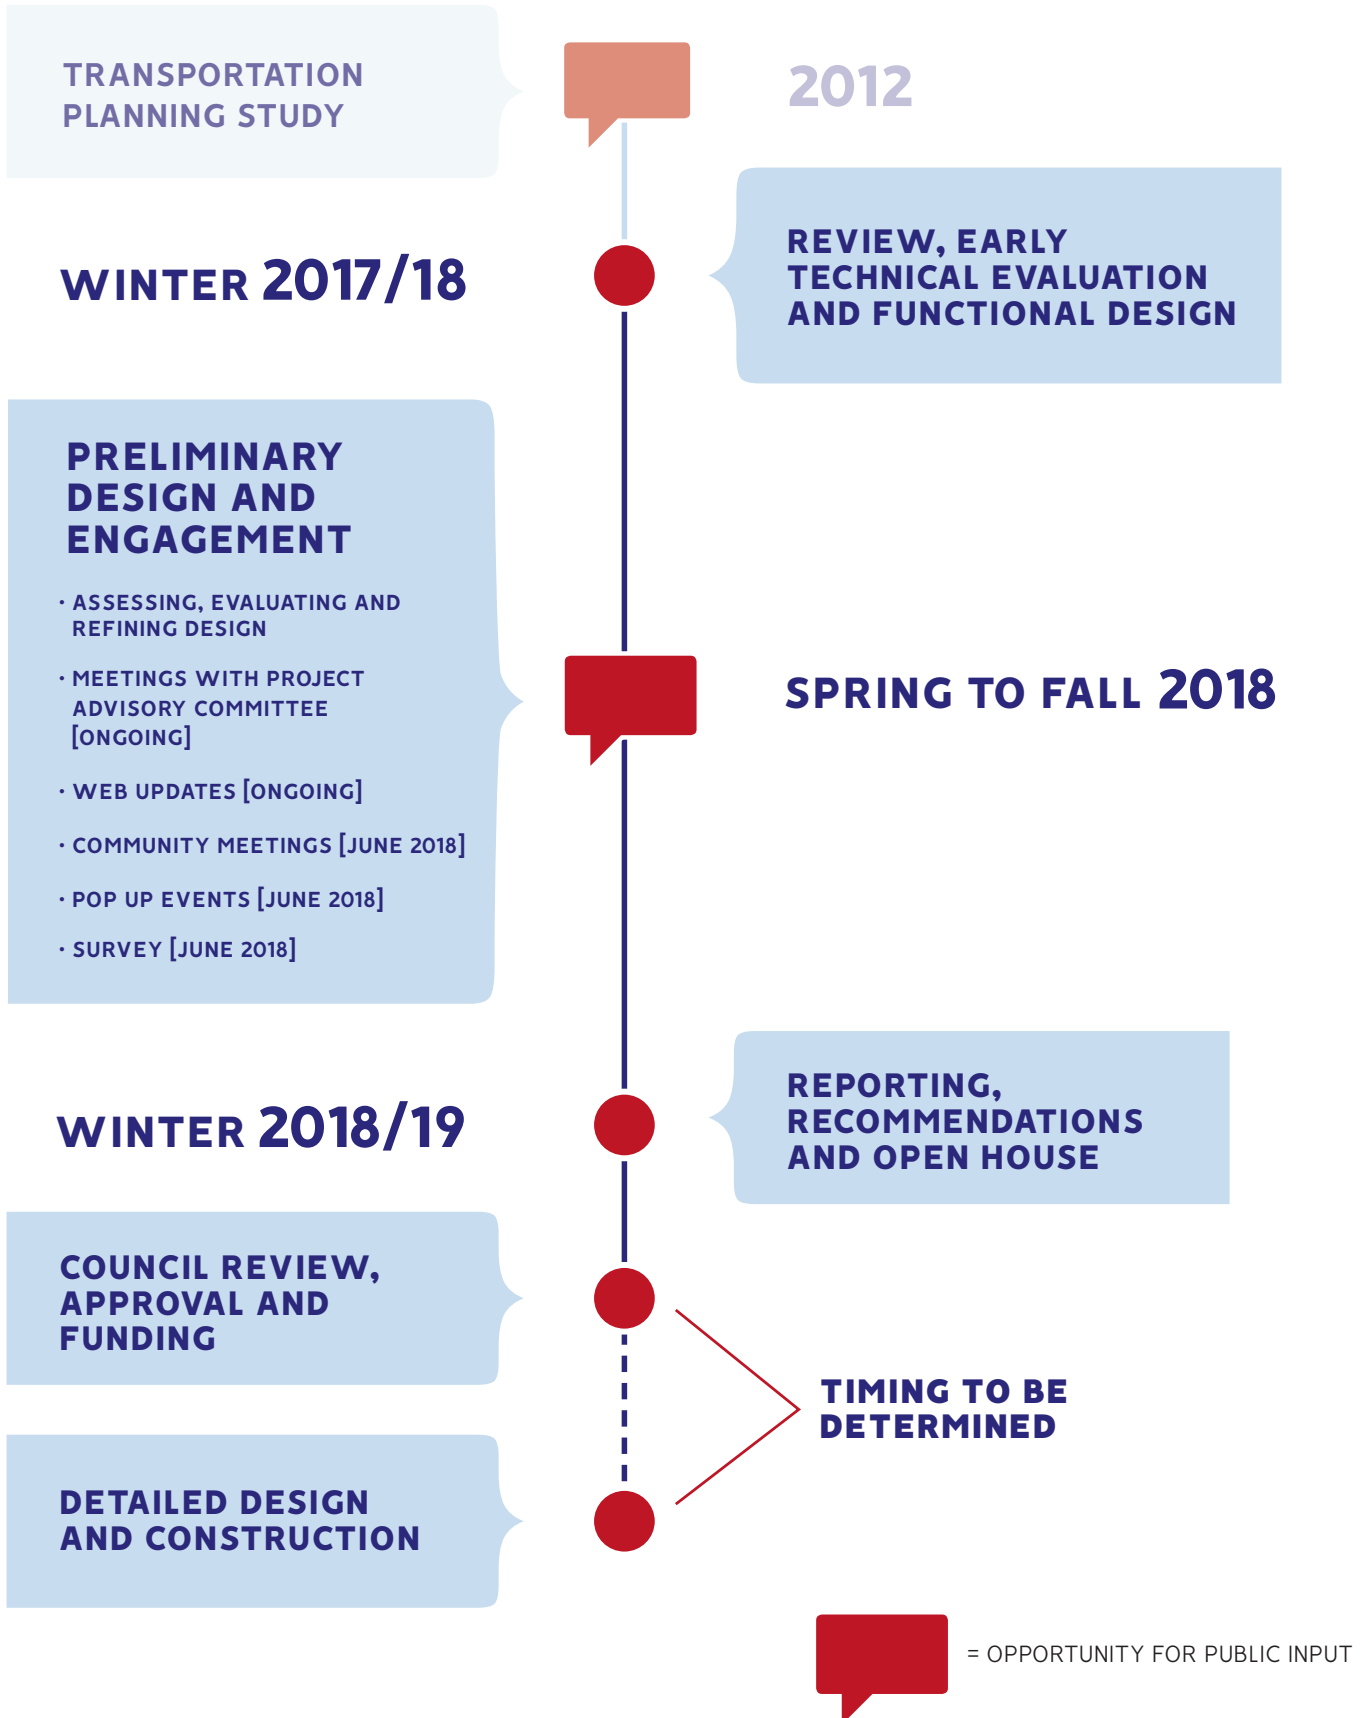 TRANSPORTATION
PLANNING STUDY
2012
WINTER 2017/18
REVIEW, EARLY
TECHNICAL EVALUATION
AND FUNCTIONAL DESIGN
PRELIMINARY
DESIGN AND
ENGAGEMENT
· ASSESSING, EVALUATING AND
REFINING DESIGN
· MEETINGS WITH PROJECT
ADVISORY COMMITTEE
[ONGOING]
· WEB UPDATES [ONGOING]
· COMMUNITY MEETINGS [JUNE 2018]
· POP UP EVENTS [JUNE 2018]
· SURVEY [JUNE 2018]
SPRING TO FALL 2018
WINTER 2018/19
REPORTING,
RECOMMENDATIONS
AND OPEN HOUSE
COUNCIL REVIEW,
APPROVAL AND
FUNDING
TIMING TO BE
DETERMINED
DETAILED DESIGN
AND CONSTRUCTION
= OPPORTUNITY FOR PUBLIC INPUT